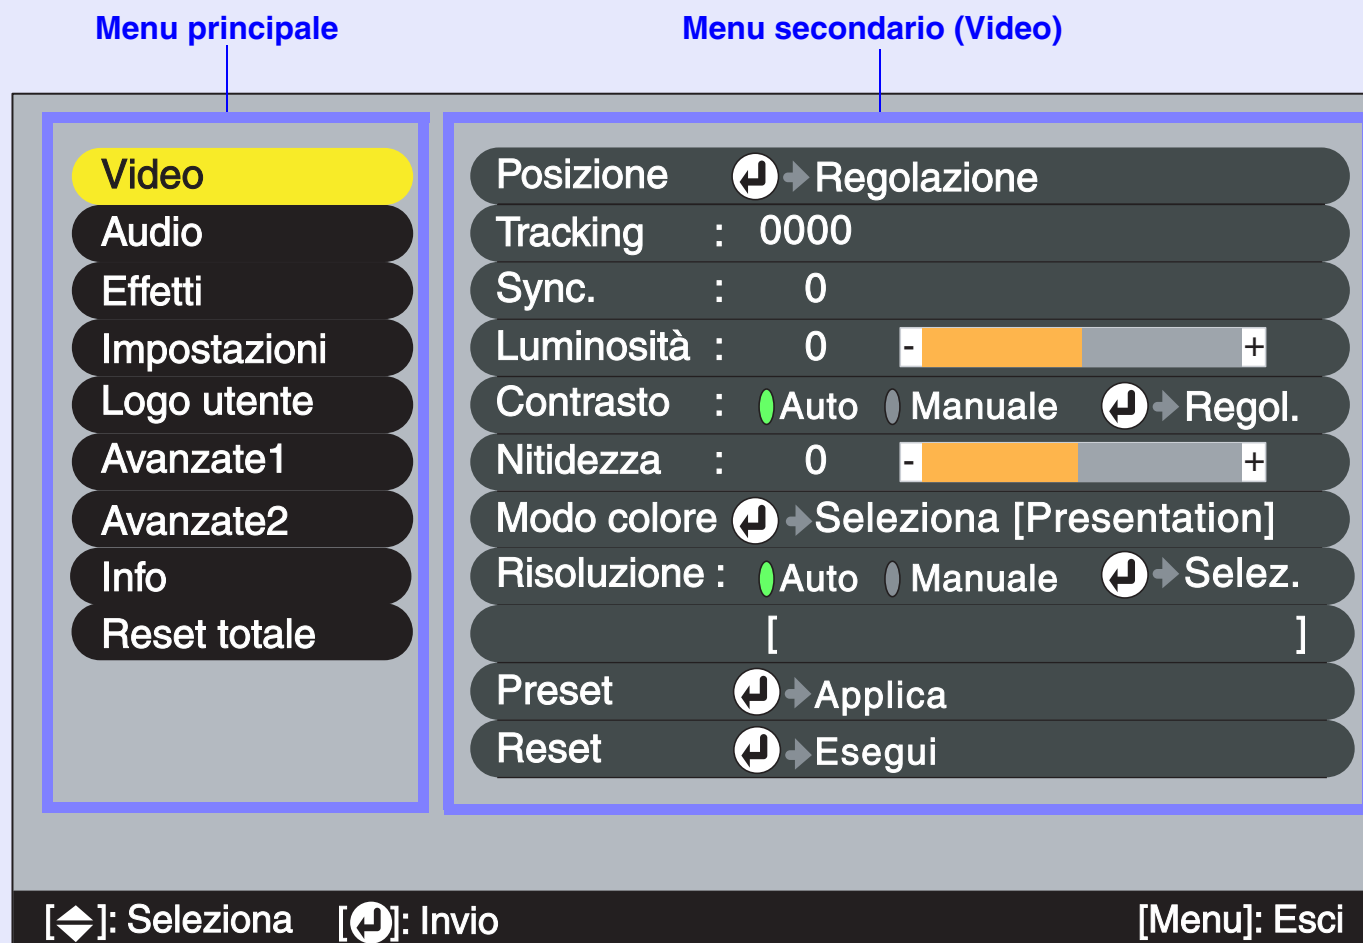 Menu principale
Menu secondario (Video)
Video
Audio
Effetti
Impostazioni
Logo utente
Avanzate1
Avanzate2
Info
Reset totale
Posizione Regolazione
Tracking : 0000
Sync. : 0
Luminosità : 0 - +
Contrasto : Auto Manuale Regol.
Nitidezza : 0 - +
Modo colore Seleziona [Presentation]
Risoluzione : Auto Manuale Selez.
[ ]
Preset Applica
Reset Esegui
[ ]: Seleziona [ ]: Invio [Menu]: Esci